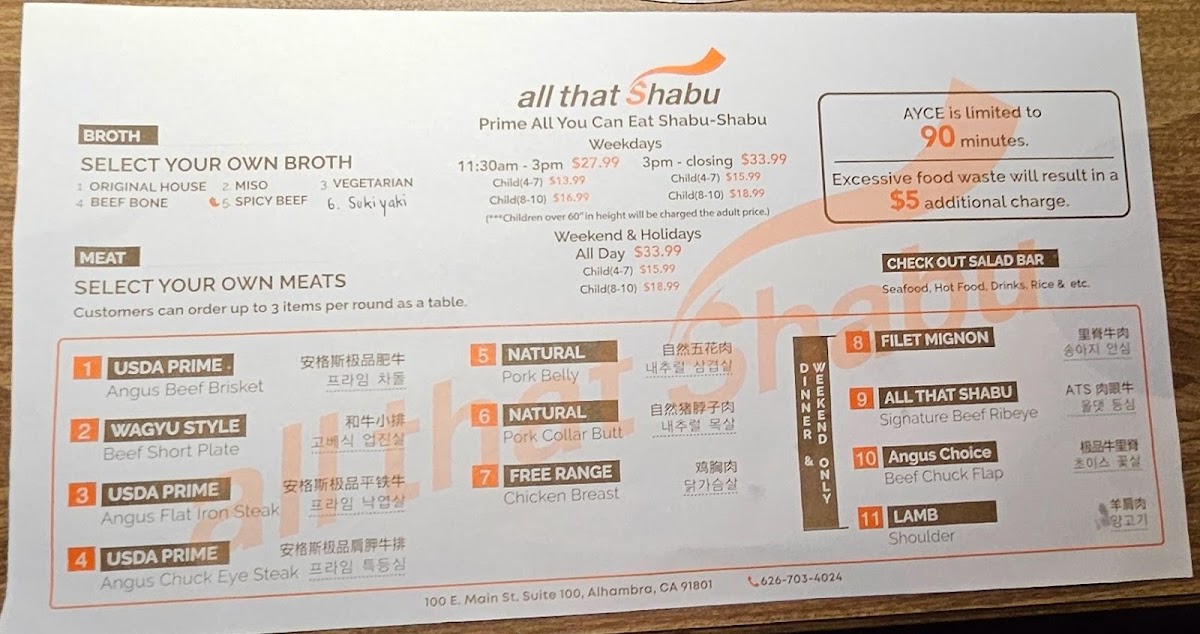 all that Shabu
Prime All You Can Eat Shabu-Shabu
Weekdays
11:30am - 3pm $27.99 3pm - closing $33.99
Child(4-7) $13.99 Child(4-7) $15.99
Child(8-10) $16.99 Child(8-10) $18.99
(***Children over 60" in height will be charged the adult price.)
Weekend & Holidays
All Day $33.99
Child(4-7) $15.99
Child(8-10) $18.99
BROTH
SELECT YOUR OWN BROTH
1 ORIGINAL HOUSE 2 MISO 3 VEGETARIAN
4 BEEF BONE 5 SPICY BEEF 6. Sukiyaki
AYCE is limited to
90 minutes.
Excessive food waste will result in a
$5 additional charge.
MEAT
SELECT YOUR OWN MEATS
Customers can order up to 3 items per round as a table.
CHECK OUT SALAD BAR
Seafood, Hot Food, Drinks, Rice & etc.
1 USDA PRIME 安格斯极品肥牛
Angus Beef Brisket 프라임 차돌
2 WAGYU STYLE 和牛小排
Beef Short Plate 고베식 업진살
3 USDA PRIME 安格斯极品平铁牛
Angus Flat Iron Steak 프라임 낙엽살
4 USDA PRIME 安格斯极品肩胛牛排
Angus Chuck Eye Steak 프라임 특등심
5 NATURAL 自然五花肉
Pork Belly 내추럴 삼겹살
6 NATURAL 自然猪脖子肉
Pork Collar Butt 내추럴 목살
7 FREE RANGE 鸡胸肉
Chicken Breast 닭가슴살
DINNER &
WEEKEND ONLY
8 FILET MIGNON 里脊牛肉
송아지 안심
9 ALL THAT SHABU ATS 肉眼牛
Signature Beef Ribeye 올댓 등심
10 Angus Choice 极品牛里脊
Beef Chuck Flap 초이스 꽃살
11 LAMB 羊肩肉
Shoulder 양고기
100 E. Main St. Suite 100, Alhambra, CA 91801 626-703-4024
all that Shabu